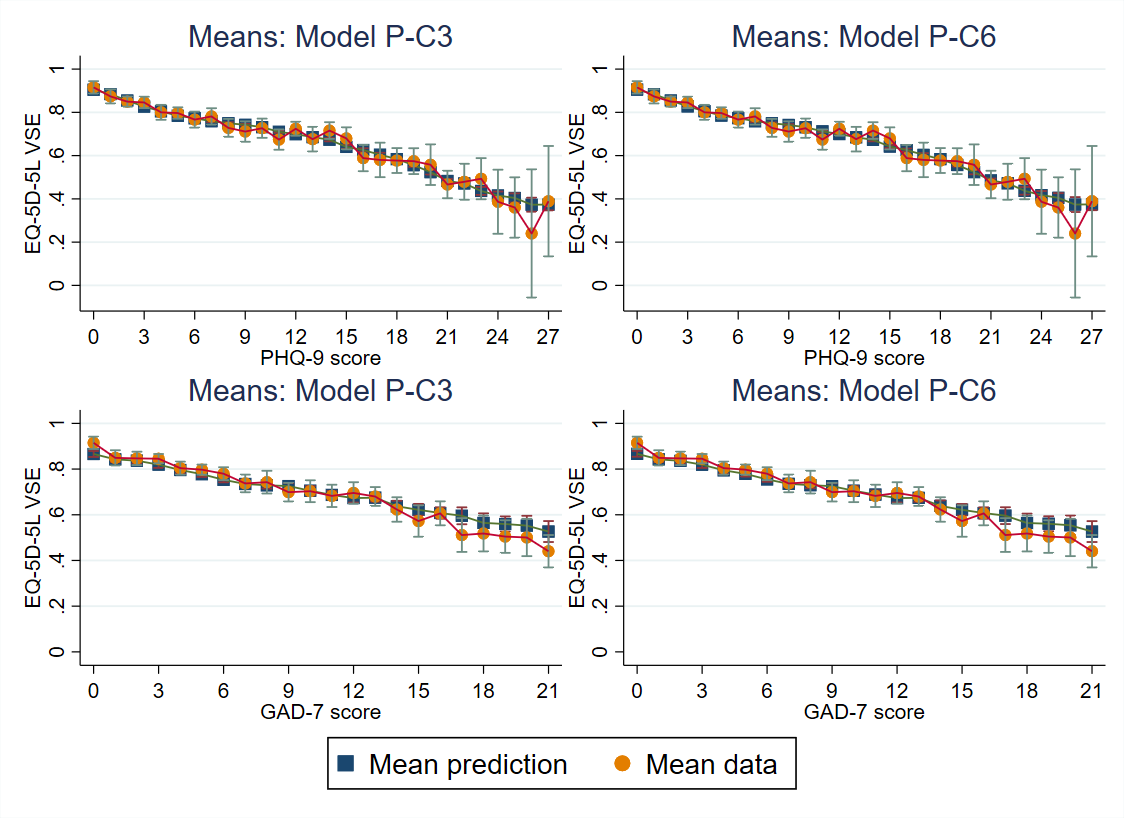 Means: Model P-C3
EQ-5D-5L VSE
1
.8
.6
.4
.2
0
0 3 6 9 12 15 18 21 24 27
PHQ-9 score
Means: Model P-C6
EQ-5D-5L VSE
1
.8
.6
.4
.2
0
0 3 6 9 12 15 18 21 24 27
PHQ-9 score
Means: Model P-C3
EQ-5D-5L VSE
1
.8
.6
.4
.2
0
0 3 6 9 12 15 18 21
GAD-7 score
Means: Model P-C6
EQ-5D-5L VSE
1
.8
.6
.4
.2
0
0 3 6 9 12 15 18 21
GAD-7 score
Mean prediction Mean data